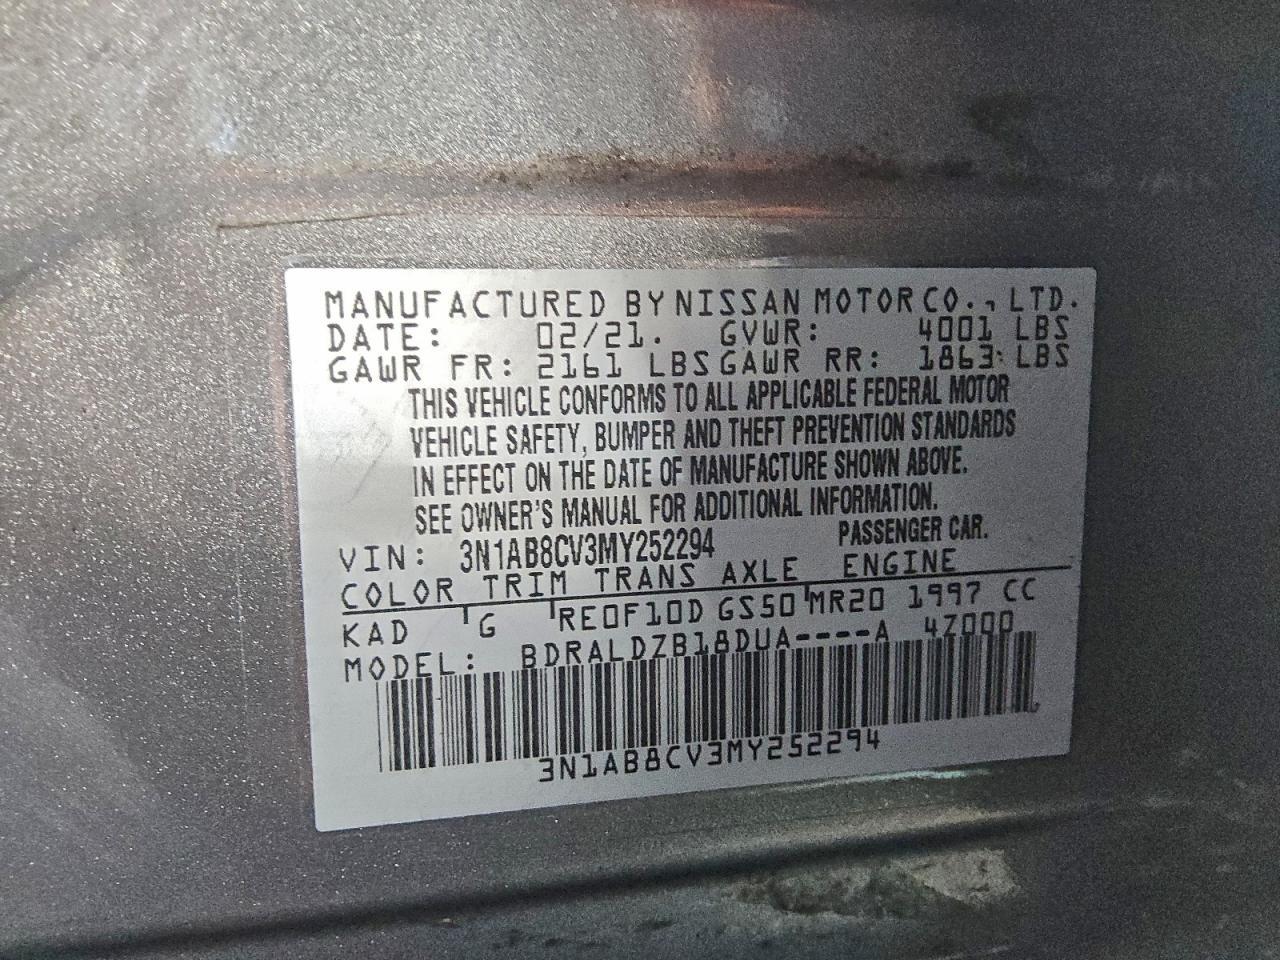 MANUFACTURED BY NISSAN MOTOR CO., LTD.
DATE: 02/21. GVWR: 4001 LBS
GAWR FR: 2161 LBS GAWR RR: 1863 LBS
THIS VEHICLE CONFORMS TO ALL APPLICABLE FEDERAL MOTOR
VEHICLE SAFETY, BUMPER AND THEFT PREVENTION STANDARDS
IN EFFECT ON THE DATE OF MANUFACTURE SHOWN ABOVE.
SEE OWNER'S MANUAL FOR ADDITIONAL INFORMATION.
VIN: 3N1AB8CV3MY252294 PASSENGER CAR.
COLOR TRIM TRANS AXLE ENGINE
KAD G RE0F10D GS50 MR20 1997 CC
MODEL: BDRALDZB18DUA----A 4Z000
3N1AB8CV3MY252294